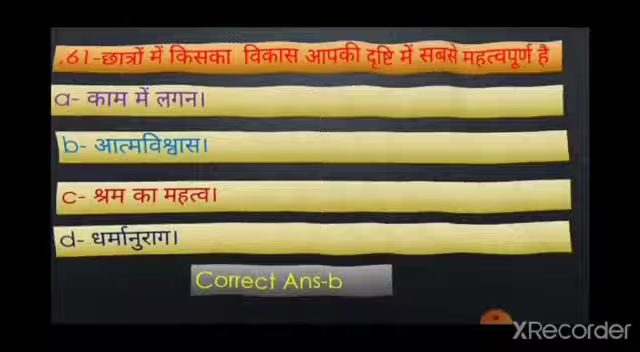 .61-छात्रों में किसका विकास आपकी दृष्टि में सबसे महत्वपूर्ण है
a- काम में लगन।
b- आत्मविश्वास।
c- श्रम का महत्व।
d- धर्मानुराग।
Correct Ans-b
XRecorder